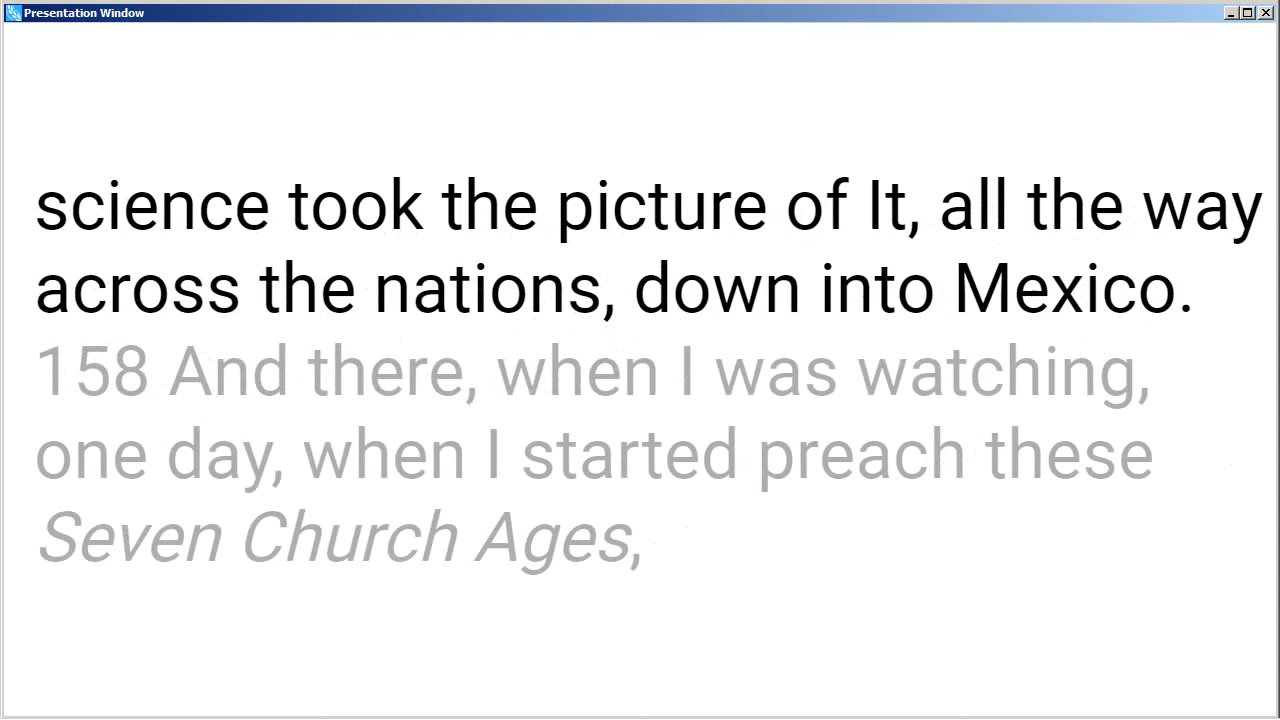 Presentation Window
science took the picture of It, all the way
across the nations, down into Mexico.
158 And there, when I was watching,
one day, when I started preach these
Seven Church Ages,